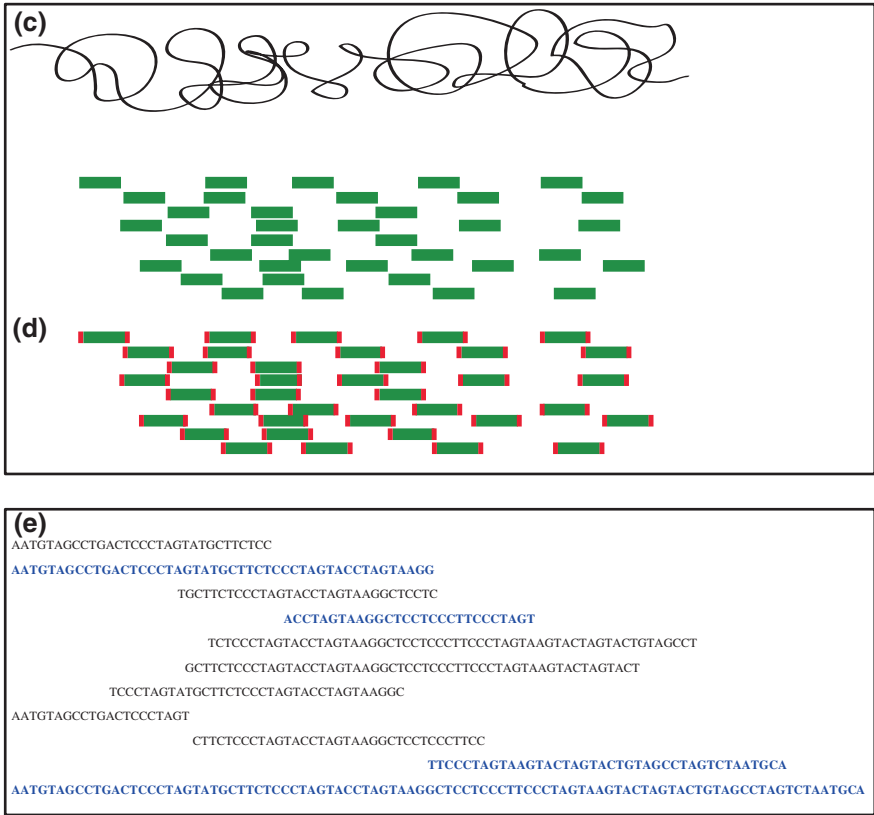 (c)
(d)
(e)
AATGTAGCCTGACTCCCTAGTATGCTTCTCC
AATGTAGCCTGACTCCCTAGTATGCTTCTCCCTAGTACCTAGTAAGG
TGCTTCTCCCTAGTACCTAGTAAGGCTCCTC
ACCTAGTAAGGCTCCTCCCTTCCCTAGT
TCTCCCTAGTACCTAGTAAGGCTCCTCCCTTCCCTAGTAAGTACTAGTACTGTAGCCT
GCTTCTCCCTAGTACCTAGTAAGGCTCCTCCCTTCCCTAGTAAGTACTAGTACT
TCCCTAGTATGCTTCTCCCTAGTACCTAGTAAGGC
AATGTAGCCTGACTCCCTAGT
CTTCTCCCTAGTACCTAGTAAGGCTCCTCCCTTCC
TTCCCTAGTAAGTACTAGTACTGTAGCCTAGTCTAATGCA
AATGTAGCCTGACTCCCTAGTATGCTTCTCCCTAGTACCTAGTAAGGCTCCTCCCTTCCCTAGTAAGTACTAGTACTGTAGCCTAGTCTAATGCA